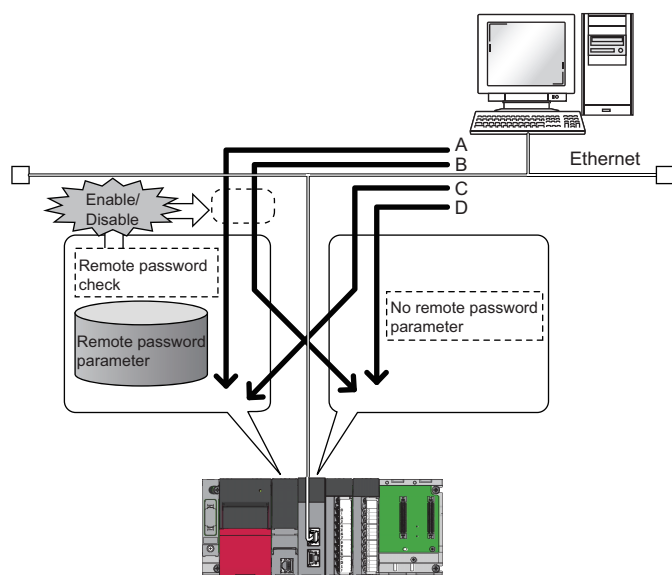 A
B
Ethernet
C
D
Enable/
Disable
Remote password
check
Remote password
parameter
No remote password
parameter